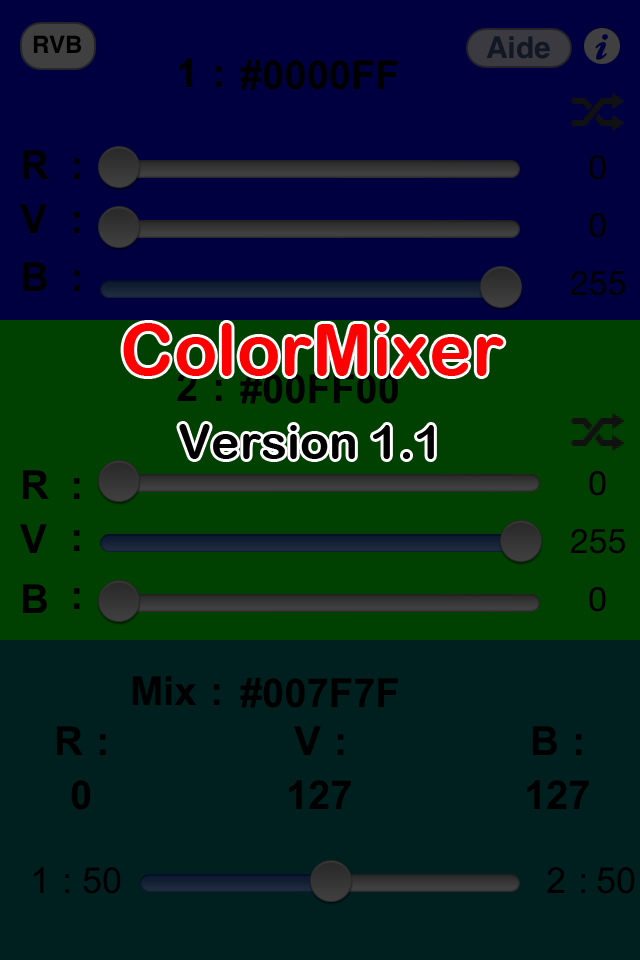 RVB
Aide
i
1 : #0000FF
R : 0
V : 0
B : 255
ColorMixer
2 : #00FF00
Version 1.1
R : 0
V : 255
B : 0
Mix : #007F7F
R : V : B :
0 127 127
1 : 50 2 : 50